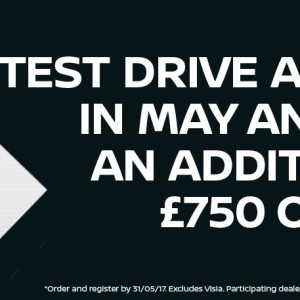 TEST DRIVE A
IN MAY AN
AN ADDIT
£750 O
*Order and register by 31/05/17. Excludes Visia. Participating deale